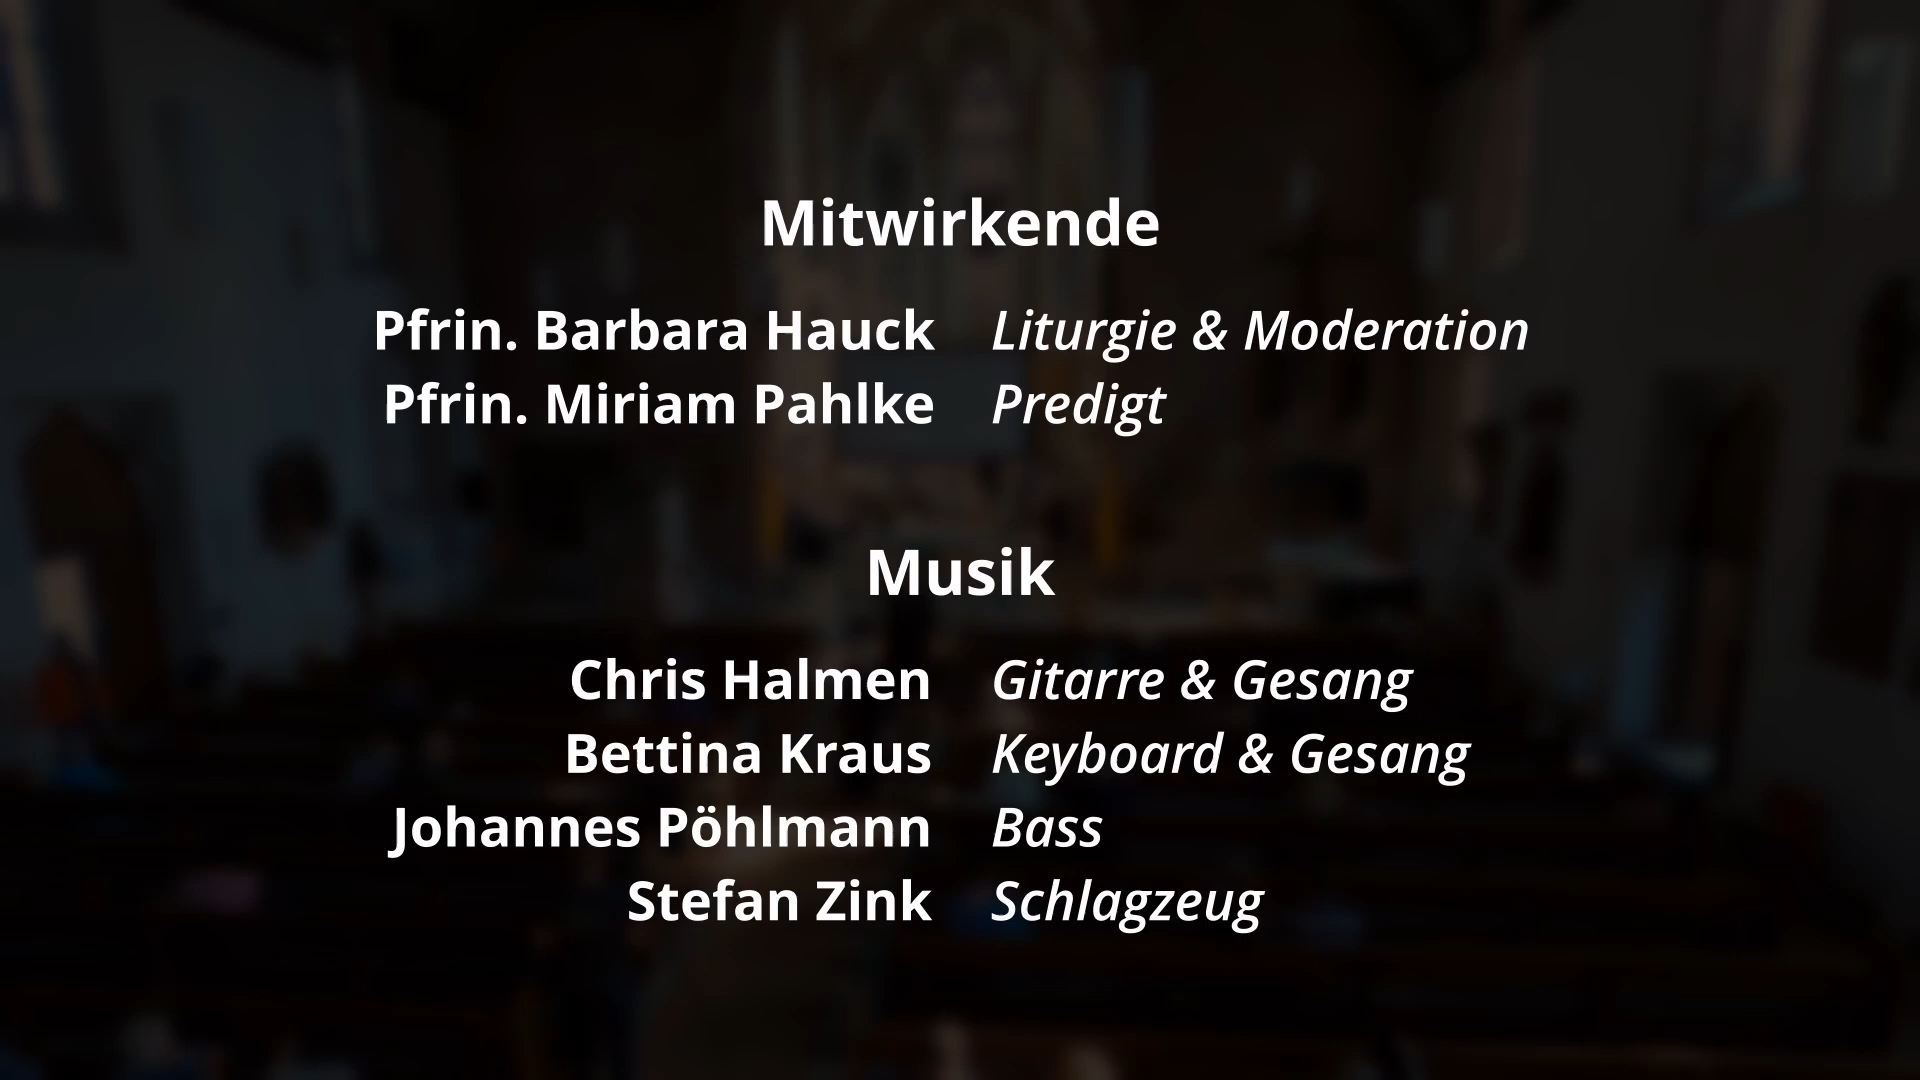 Mitwirkende
Pfrin. Barbara Hauck Liturgie & Moderation
Pfrin. Miriam Pahlke Predigt
Musik
Chris Halmen Gitarre & Gesang
Bettina Kraus Keyboard & Gesang
Johannes Pöhlmann Bass
Stefan Zink Schlagzeug